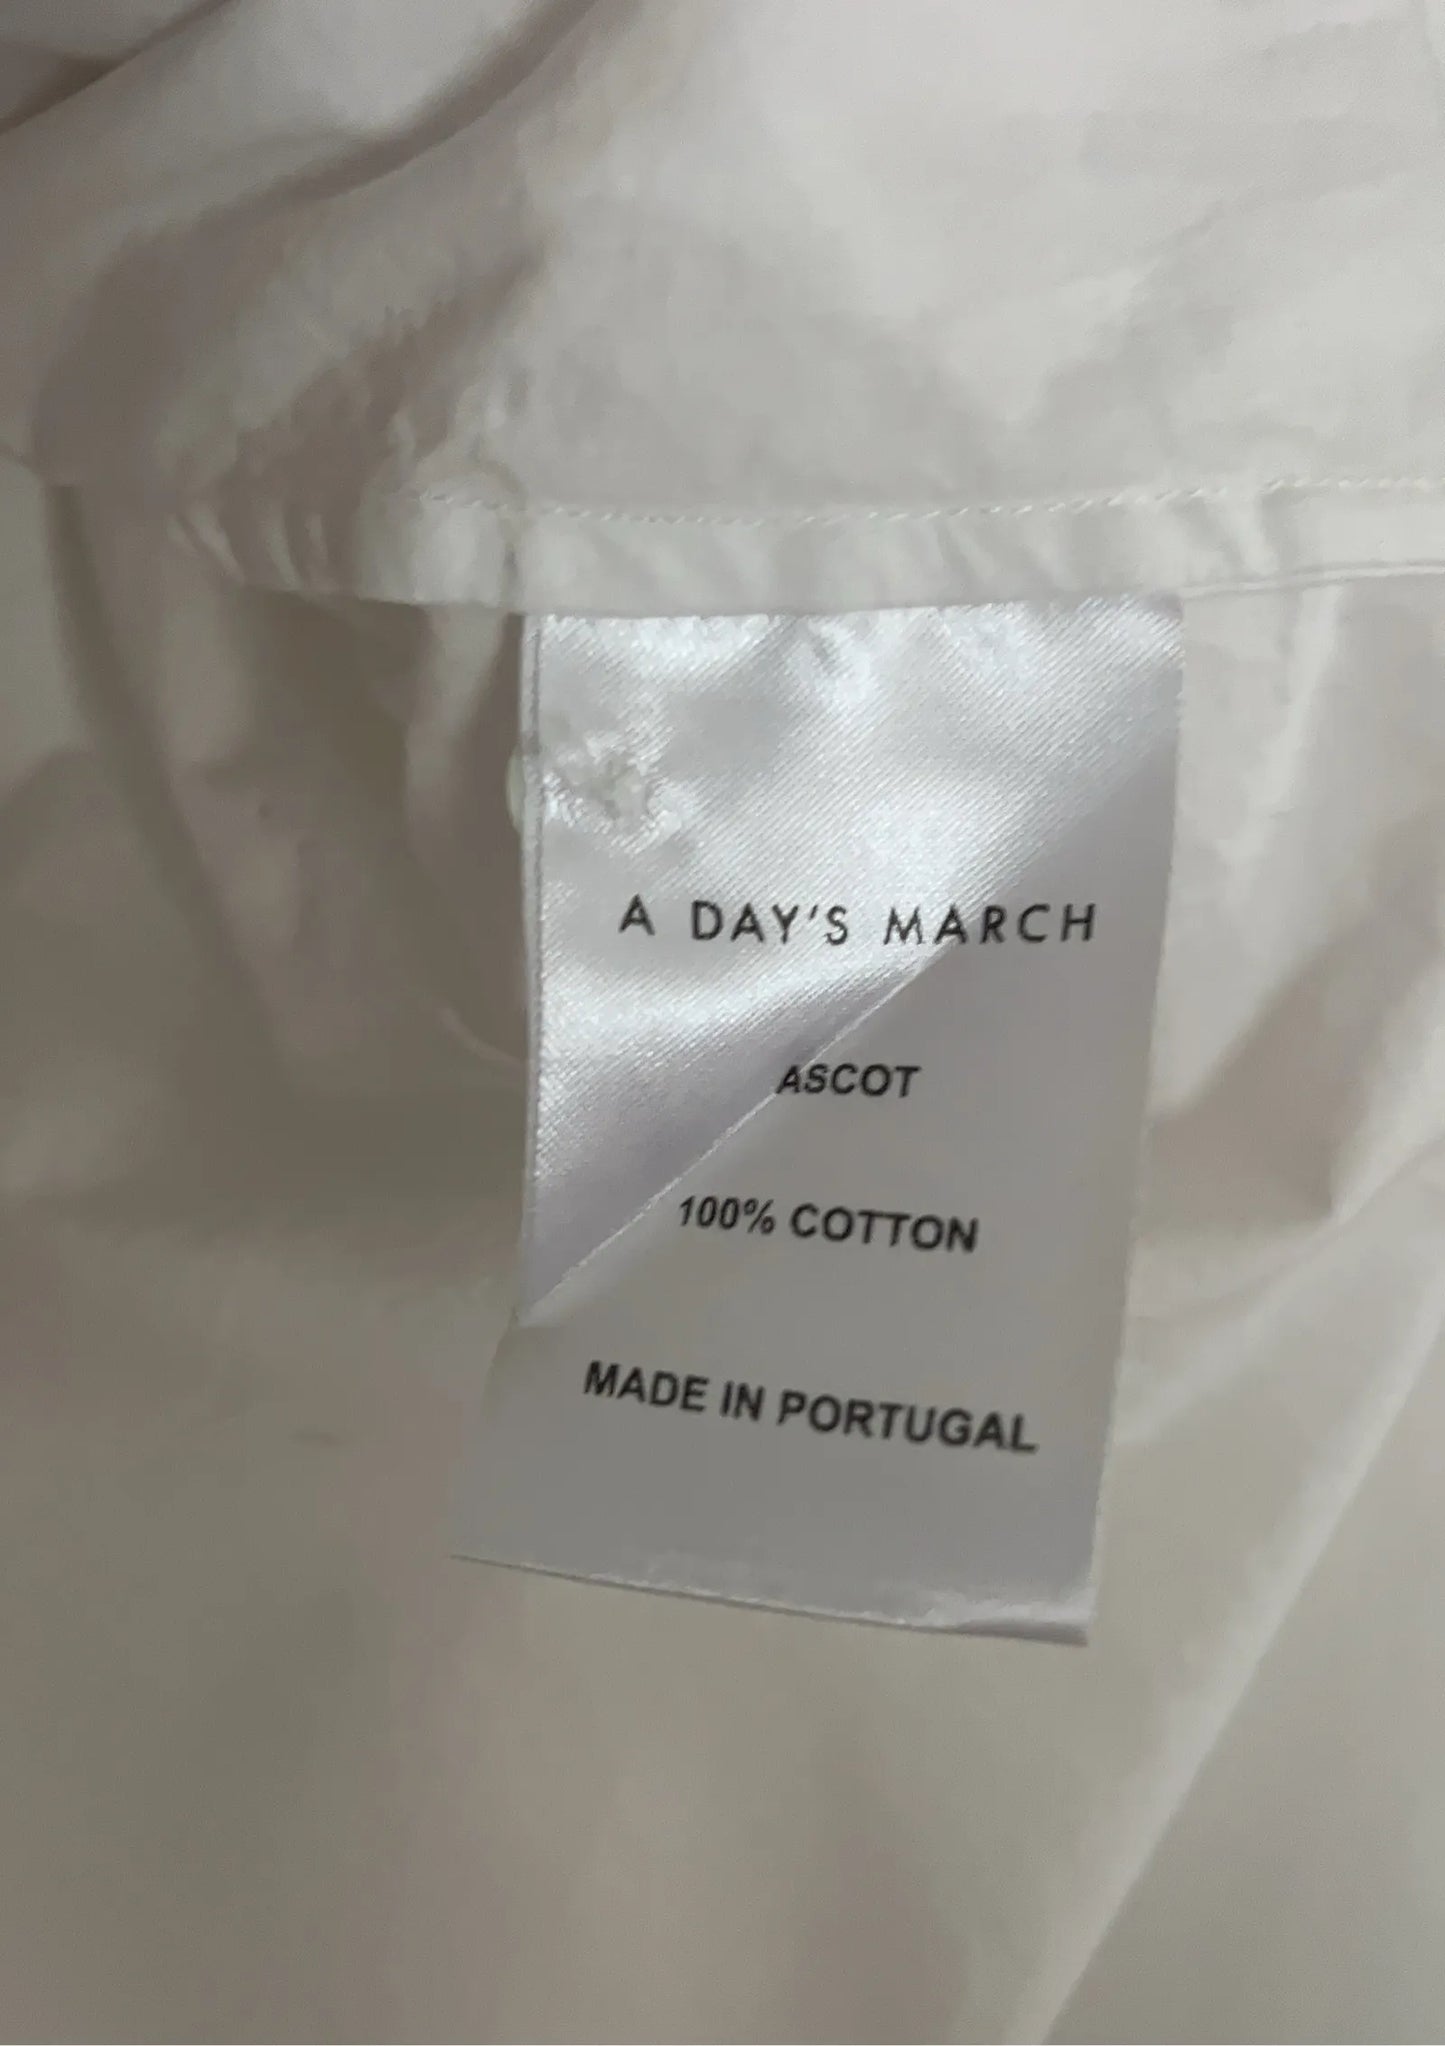 A DAY'S MARCH
ASCOT
100% COTTON
MADE IN PORTUGAL